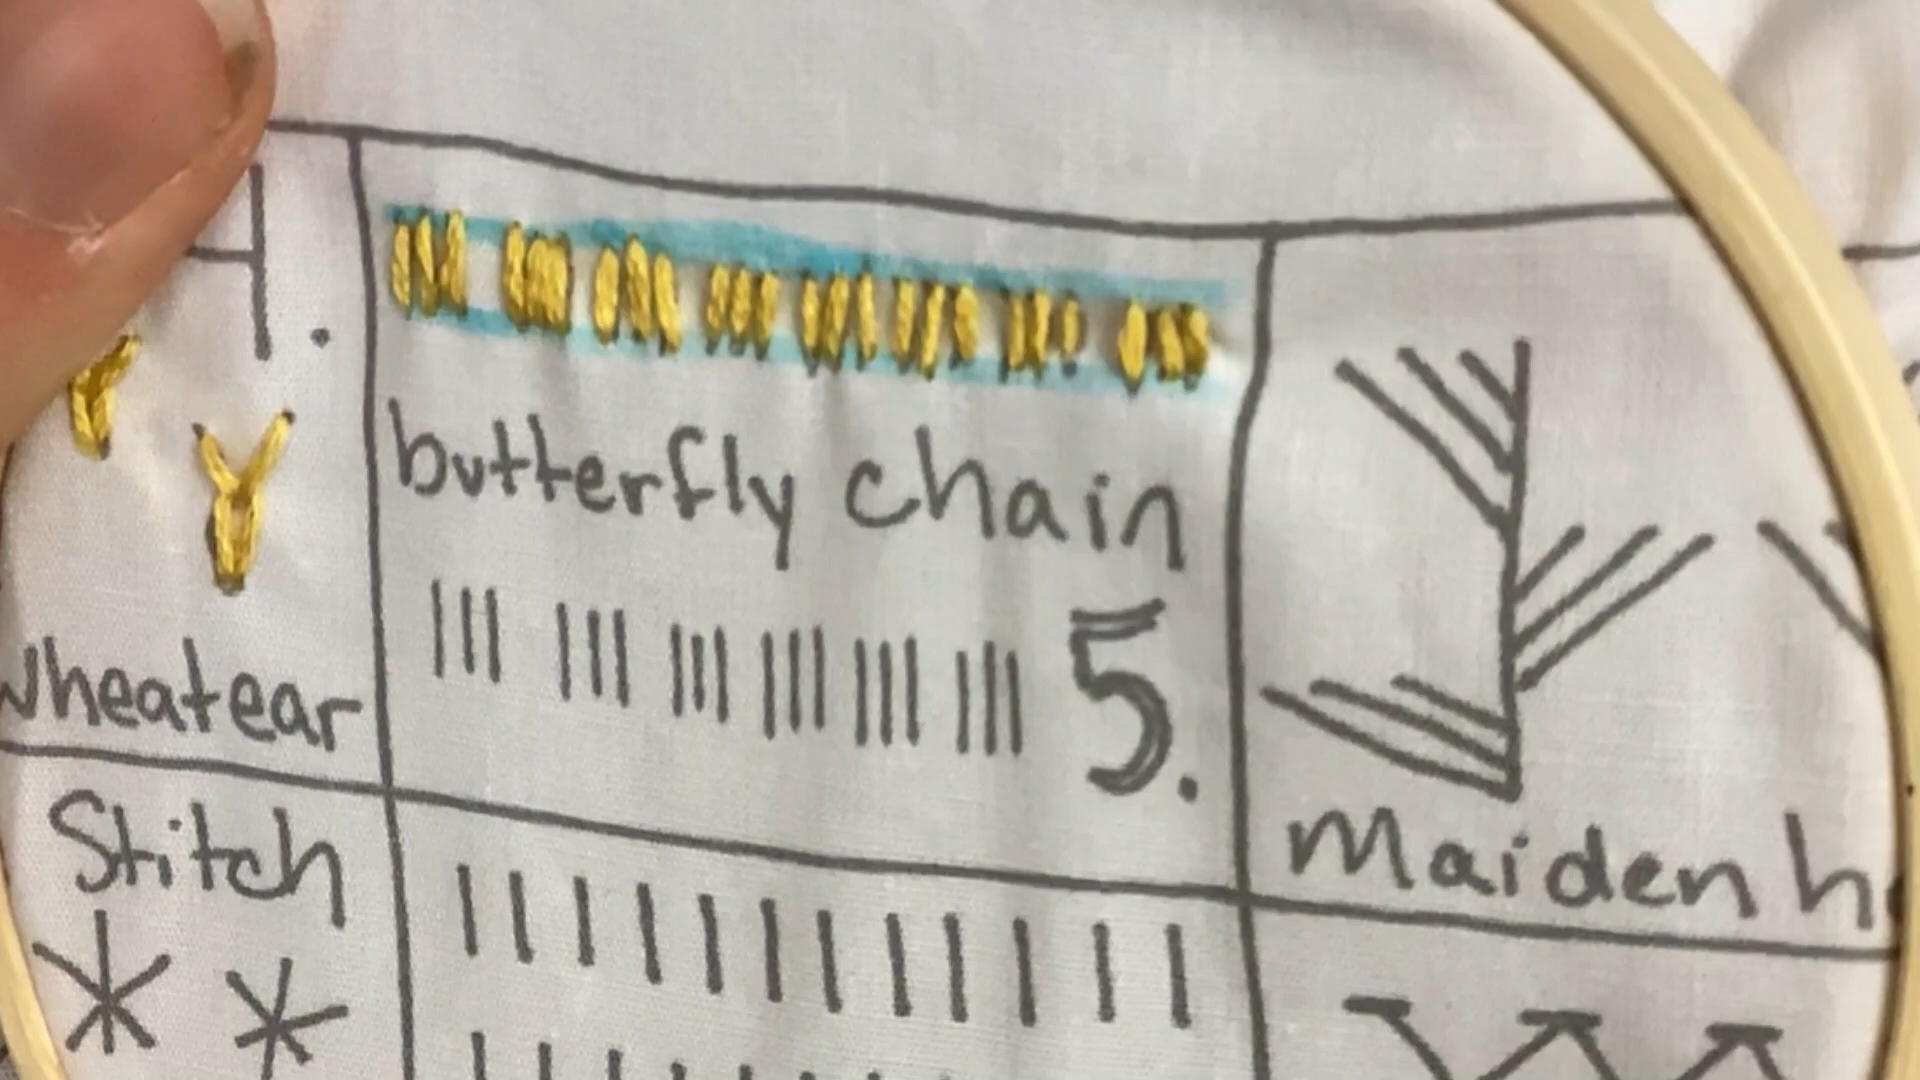 4.
butterfly chain
5.
Wheatear
Stitch
Maiden h